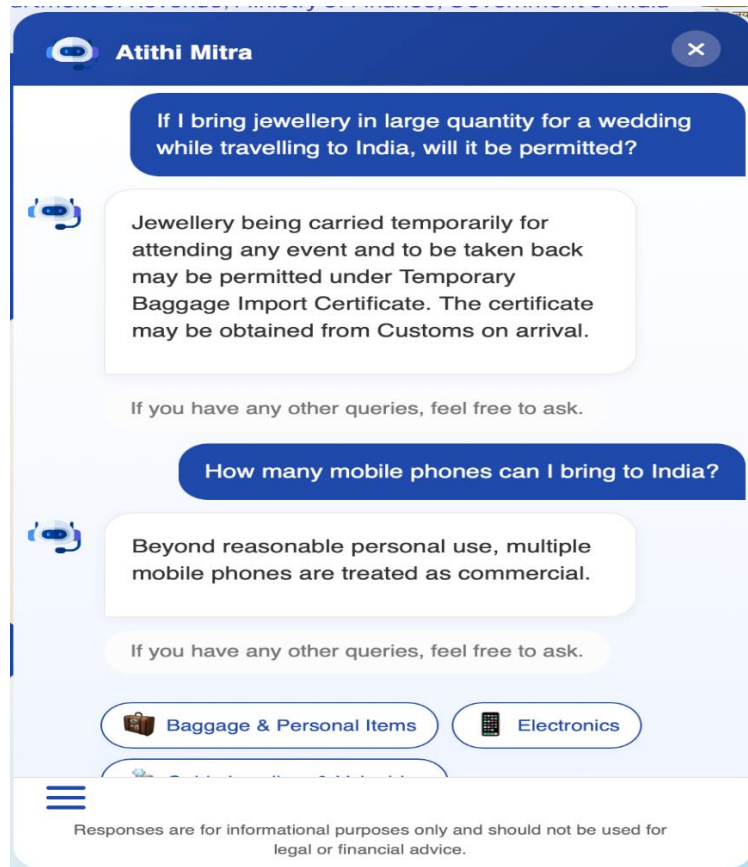 Atithi Mitra
If I bring jewellery in large quantity for a wedding
while travelling to India, will it be permitted?
Jewellery being carried temporarily for
attending any event and to be taken back
may be permitted under Temporary
Baggage Import Certificate. The certificate
may be obtained from Customs on arrival.
If you have any other queries, feel free to ask.
How many mobile phones can I bring to India?
Beyond reasonable personal use, multiple
mobile phones are treated as commercial.
If you have any other queries, feel free to ask.
Baggage & Personal Items
Electronics
Responses are for informational purposes only and should not be used for
legal or financial advice.